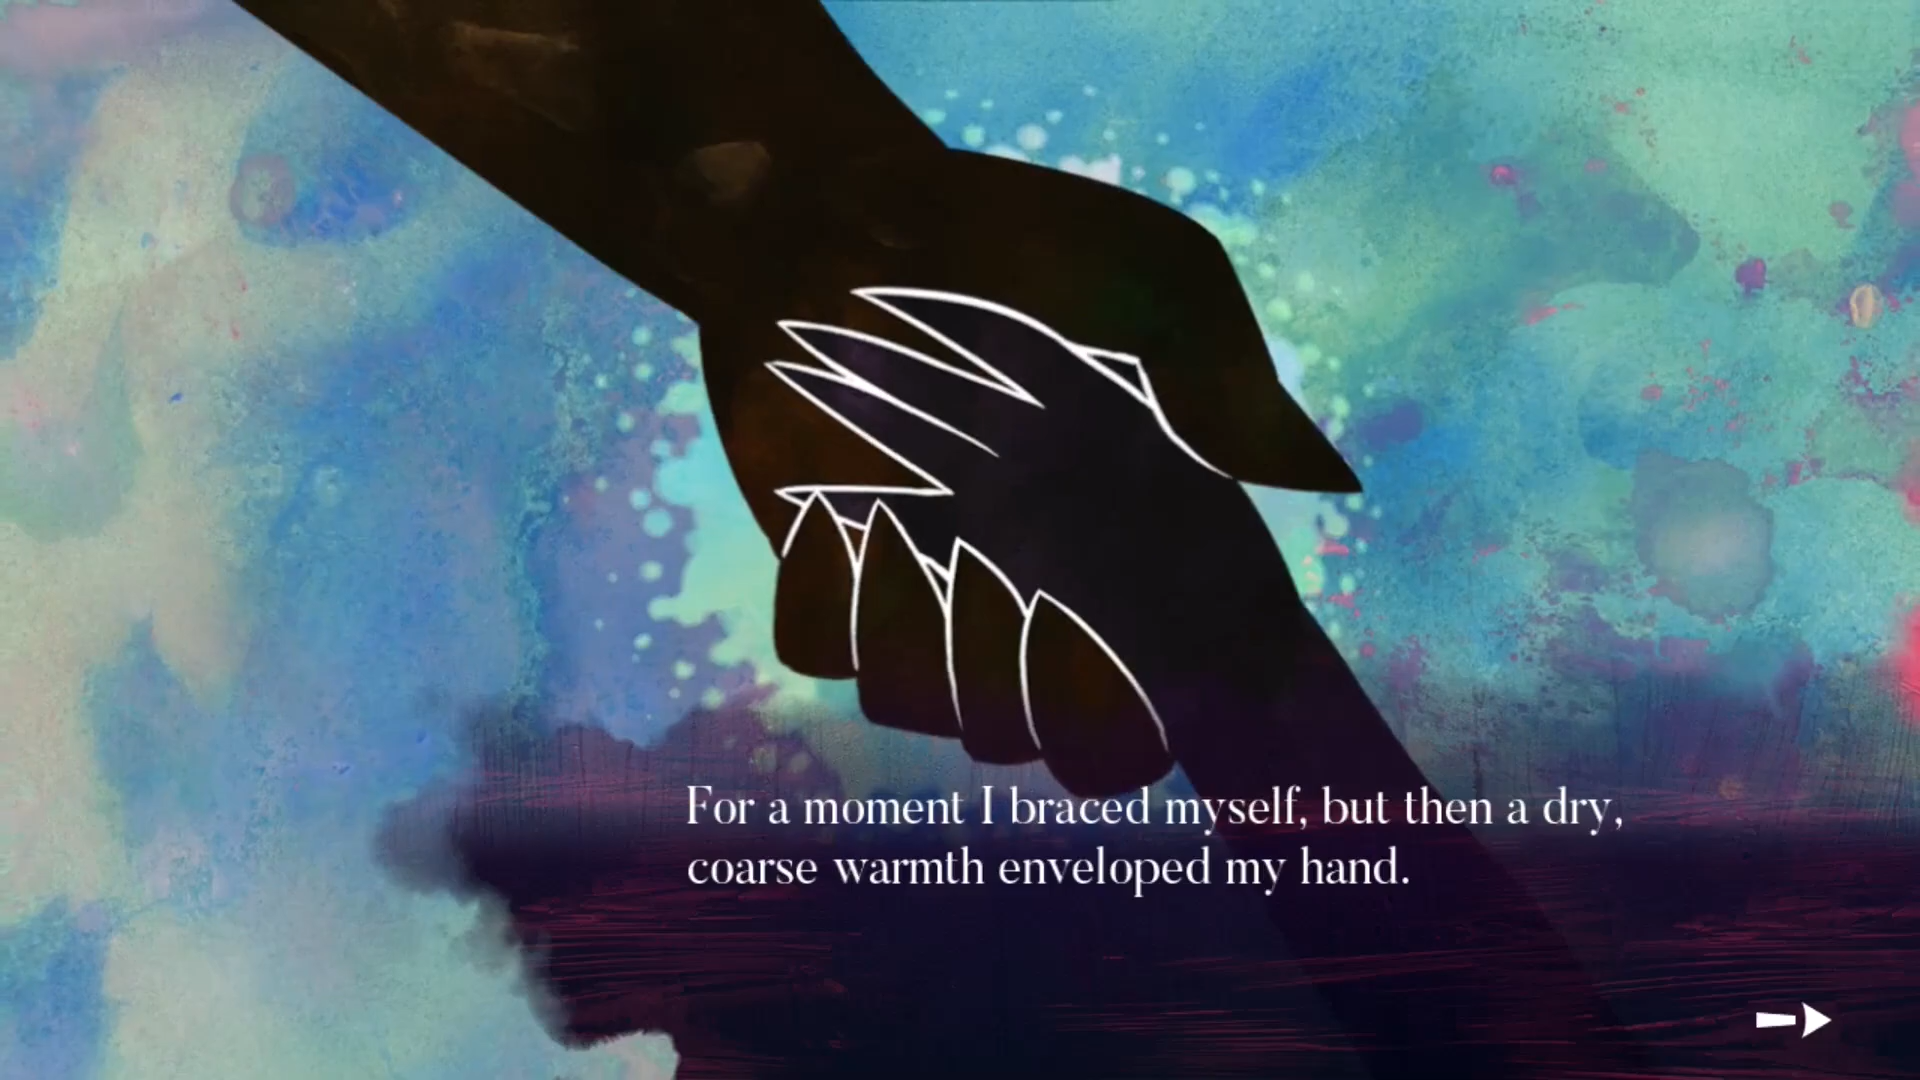 For a moment I braced myself, but then a dry,
coarse warmth enveloped my hand.